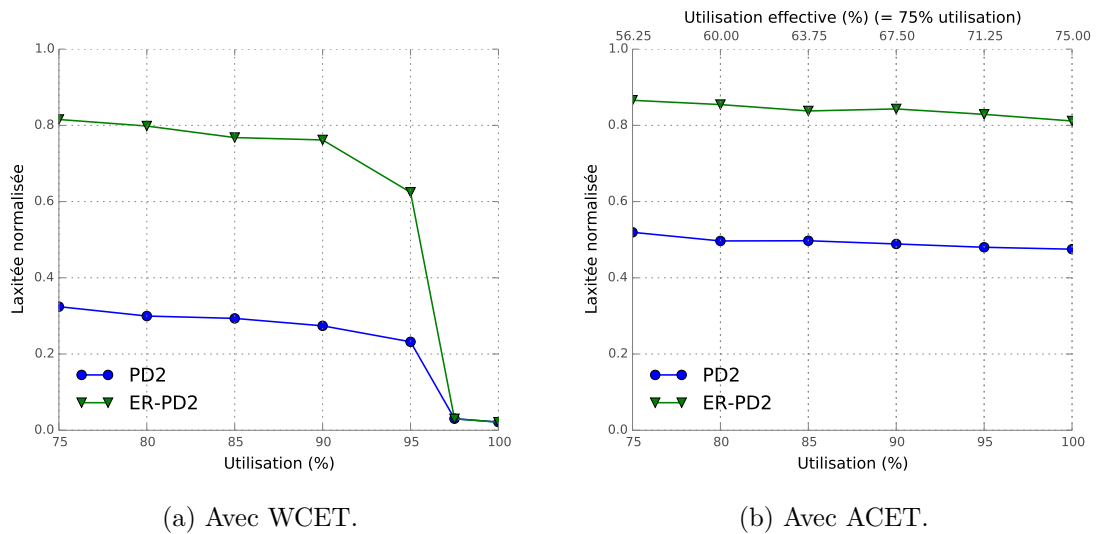 Utilisation effective (%) (= 75% utilisation)
56.25 60.00 63.75 67.50 71.25 75.00
1.0
0.8
0.6
0.4
0.2
0.0
Laxitée normalisée
PD2
ER-PD2
75 80 85 90 95 100
Utilisation (%)
(a) Avec WCET.
1.0
0.8
0.6
0.4
0.2
0.0
Laxitée normalisée
PD2
ER-PD2
75 80 85 90 95 100
Utilisation (%)
(b) Avec ACET.